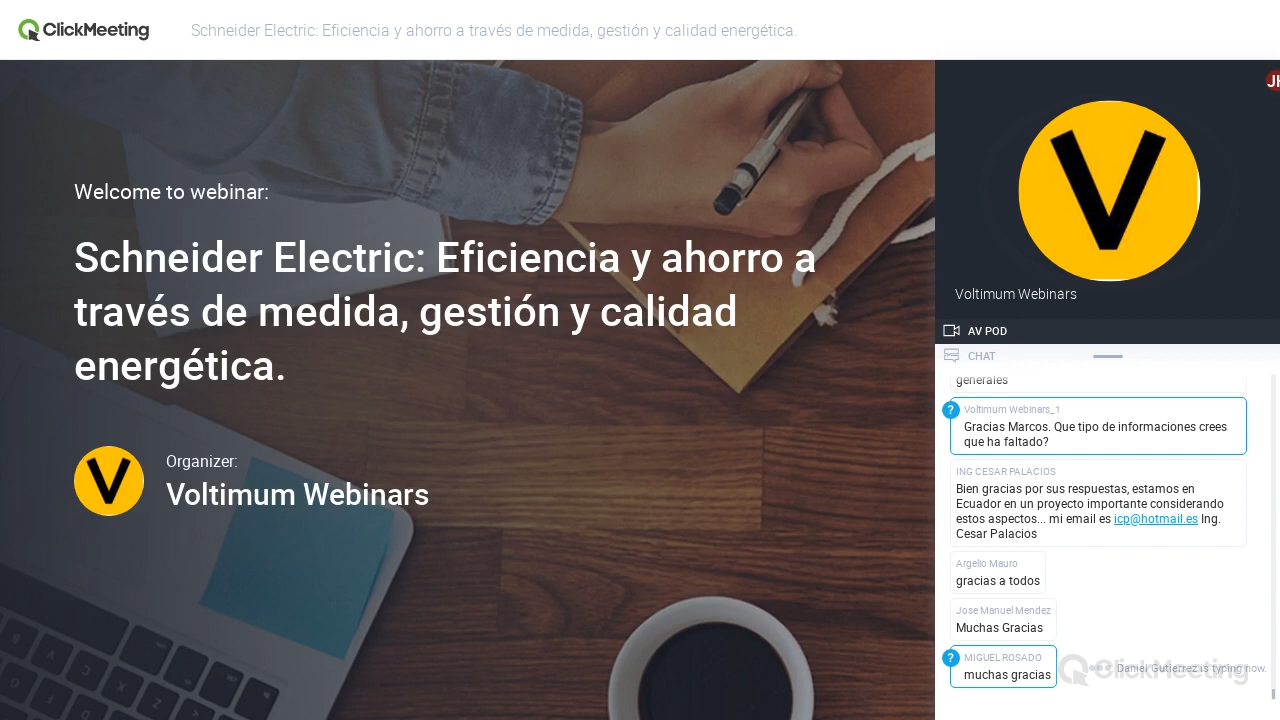 ClickMeeting
Schneider Electric: Eficiencia y ahorro a través de medida, gestión y calidad energética.
Welcome to webinar:
Schneider Electric: Eficiencia y ahorro a
través de medida, gestión y calidad
energética.
Organizer:
Voltimum Webinars
V
V
Voltimum Webinars
AV POD
CHAT
generales
?
Voltimum Webinars_1
Gracias Marcos. Que tipo de informaciones crees
que ha faltado?
ING CESAR PALACIOS
Bien gracias por sus respuestas, estamos en
Ecuador en un proyecto importante considerando
estos aspectos... mi email es icp@hotmail.es Ing.
Cesar Palacios
Argelio Mauro
gracias a todos
Jose Manuel Mendez
Muchas Gracias
?
MIGUEL ROSADO
muchas gracias
Daniel Gutierrez is typing now.
ClickMeeting